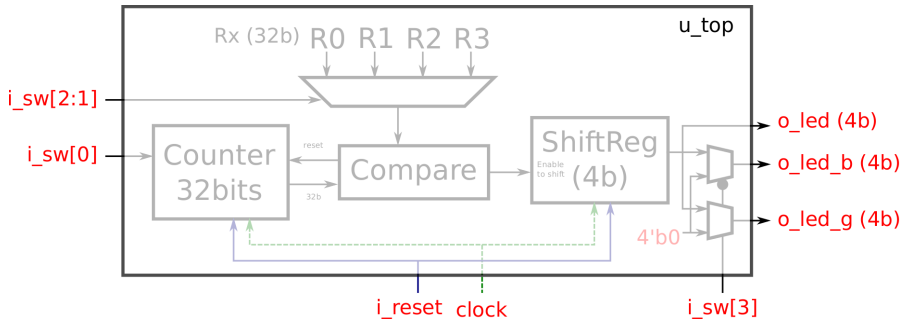 u_top
Rx (32b) R0 R1 R2 R3
i_sw[2:1]
i_sw[0]
Counter
32bits
reset
32b
Compare
ShiftReg
(4b)
Enable
to shift
o_led (4b)
o_led_b (4b)
o_led_g (4b)
4'b0
i_reset
clock
i_sw[3]